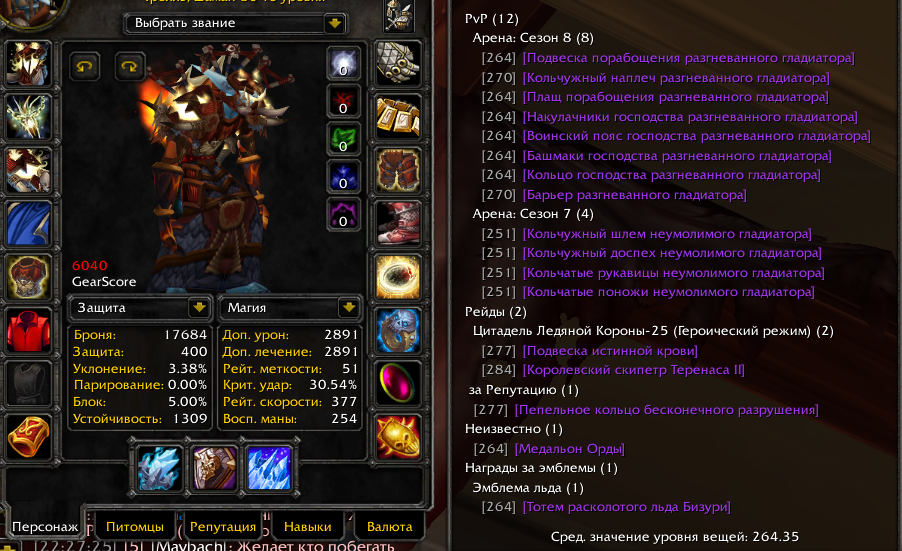 Выбрать звание
0
0
0
0
0
6040
GearScore
Защита
Магия
Броня: 17684
Защита: 400
Уклонение: 3.38%
Парирование: 0.00%
Блок: 5.00%
Устойчивость: 1309
Доп. урон: 2891
Доп. лечение: 2891
Рейт. меткости: 51
Крит. удар: 30.54%
Рейт. скорости: 377
Восп. маны: 254
Персонаж
Питомцы
Репутация
Навыки
Валюта
[22:27:25] [5] [Maybach]: Желает кто побегать
PvP (12)
Арена: Сезон 8 (8)
[264] [Подвеска порабощения разгневанного гладиатора]
[270] [Кольчужный наплеч разгневанного гладиатора]
[264] [Плащ порабощения разгневанного гладиатора]
[264] [Накулачники господства разгневанного гладиатора]
[264] [Воинский пояс господства разгневанного гладиатора]
[264] [Башмаки господства разгневанного гладиатора]
[264] [Кольцо господства разгневанного гладиатора]
[270] [Барьер разгневанного гладиатора]
Арена: Сезон 7 (4)
[251] [Кольчужный шлем неумолимого гладиатора]
[251] [Кольчужный доспех неумолимого гладиатора]
[251] [Кольчатые рукавицы неумолимого гладиатора]
[251] [Кольчатые поножи неумолимого гладиатора]
Рейды (2)
Цитадель Ледяной Короны-25 (Героический режим) (2)
[277] [Подвеска истинной крови]
[284] [Королевский скипетр Теренаса II]
за Репутацию (1)
[277] [Пепельное кольцо бесконечного разрушения]
Неизвестно (1)
[264] [Медальон Орды]
Награды за эмблемы (1)
Эмблема льда (1)
[264] [Тотем расколотого льда Бизури]
Сред. значение уровня вещей: 264.35